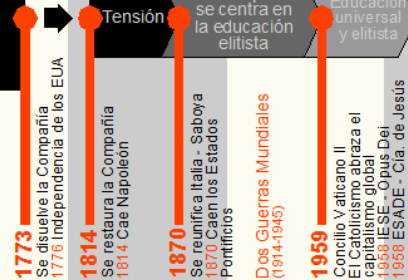 Tensión
se centra en
la educación
elitista
Educación
universal
y elitista
1773
Se disuelve la Compañía
1776 Independencia de los EUA
1814
Se restaura la Compañía
1814 Cae Napoleón
1870
Se reunifica Italia - Saboya
1870 Caen los Estados
Pontificios
Dos Guerras Mundiales
(1914-1945)
1959
Concilio Vaticano II
El Catolicismo abraza el
capitalismo global
1958 IESE - Opus Dei
1958 ESADE - Cía. de Jesús